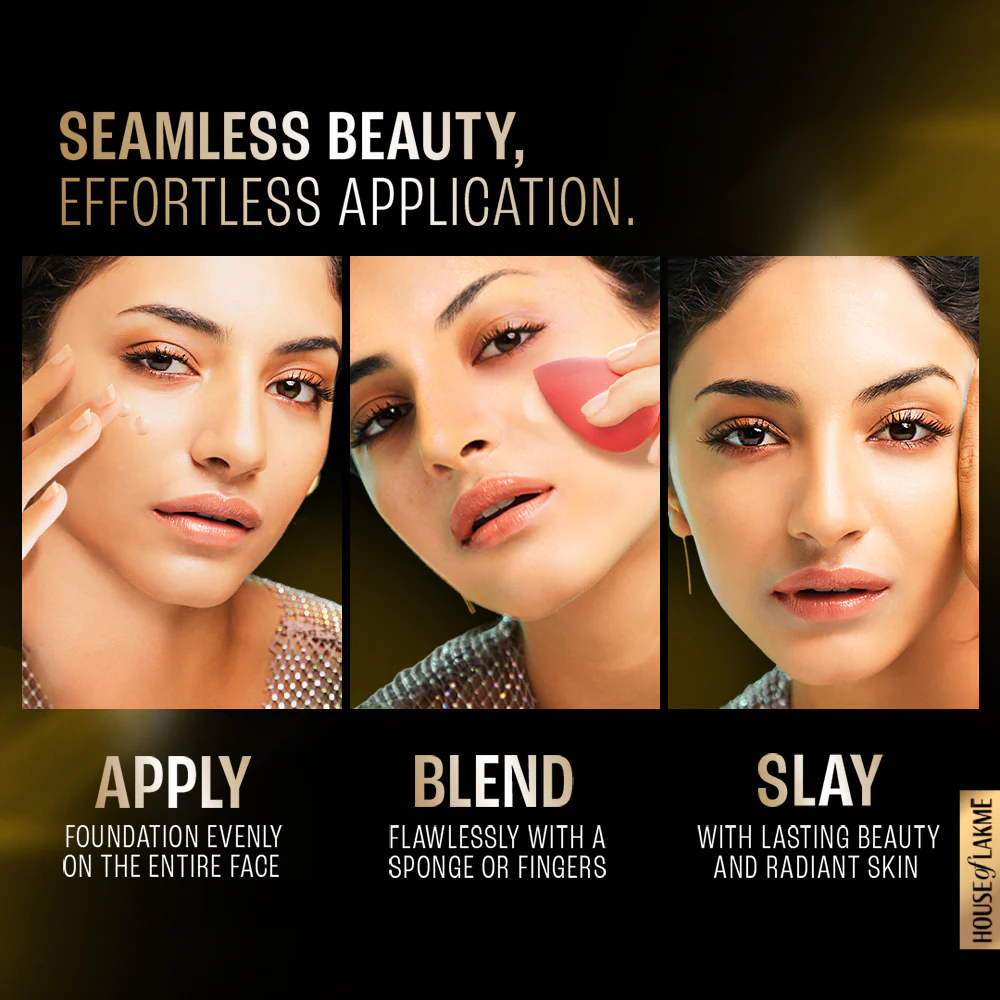 SEAMLESS BEAUTY,
EFFORTLESS APPLICATION.
APPLY
FOUNDATION EVENLY
ON THE ENTIRE FACE
BLEND
FLAWLESSLY WITH A
SPONGE OR FINGERS
SLAY
WITH LASTING BEAUTY
AND RADIANT SKIN
HOUSE of LAKMÉ